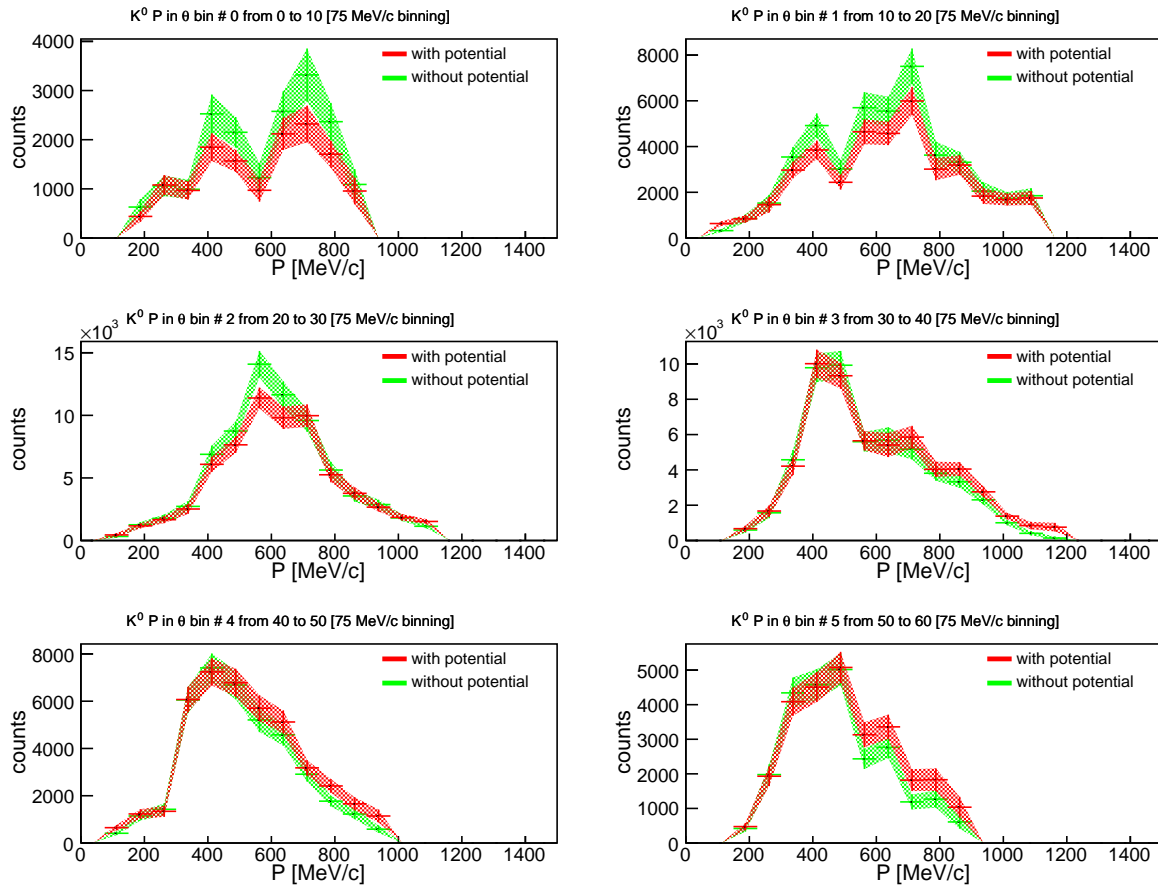 K⁰ P in θ bin # 0 from 0 to 10 [75 MeV/c binning]
counts
4000
3000
2000
1000
0
with potential
without potential
200 400 600 800 1000 1200 1400
P [MeV/c]
K⁰ P in θ bin # 1 from 10 to 20 [75 MeV/c binning]
counts
8000
6000
4000
2000
0
with potential
without potential
0 200 400 600 800 1000 1200 1400
P [MeV/c]
K⁰ P in θ bin # 2 from 20 to 30 [75 MeV/c binning]
×10³
counts
15
10
5
0
with potential
without potential
0 200 400 600 800 1000 1200 1400
P [MeV/c]
K⁰ P in θ bin # 3 from 30 to 40 [75 MeV/c binning]
×10³
counts
10
8
6
4
2
0
with potential
without potential
0 200 400 600 800 1000 1200 1400
P [MeV/c]
K⁰ P in θ bin # 4 from 40 to 50 [75 MeV/c binning]
counts
8000
6000
4000
2000
0
with potential
without potential
0 200 400 600 800 1000 1200 1400
P [MeV/c]
K⁰ P in θ bin # 5 from 50 to 60 [75 MeV/c binning]
counts
5000
4000
3000
2000
1000
0
with potential
without potential
0 200 400 600 800 1000 1200 1400
P [MeV/c]